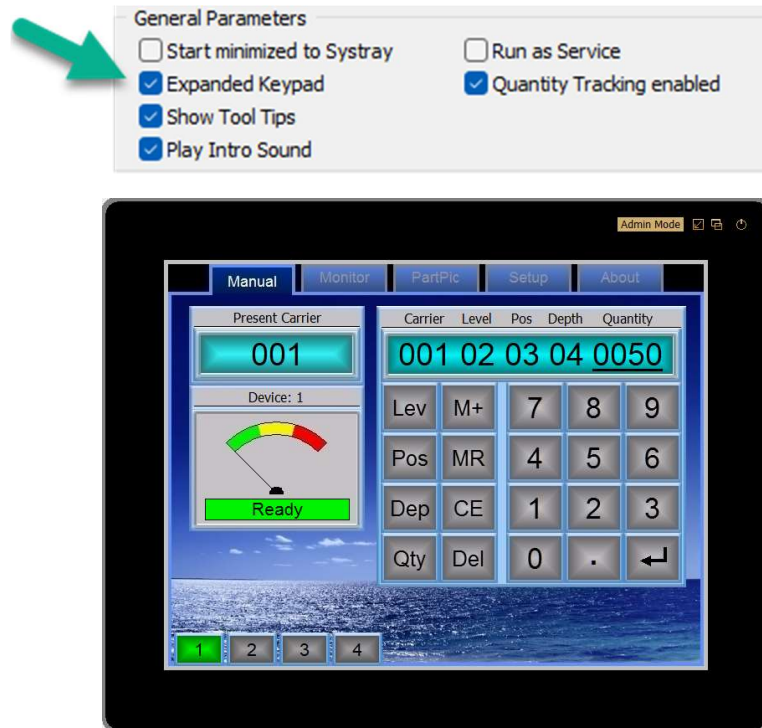 General Parameters
Start minimized to Systray Run as Service
Expanded Keypad Quantity Tracking enabled
Show Tool Tips
Play Intro Sound
Admin Mode
Manual Monitor PartPic Setup About
Present Carrier
001
Carrier Level Pos Depth Quantity
001 02 03 04 0050
Device: 1
Ready
Lev M+ 7 8 9
Pos MR 4 5 6
Dep CE 1 2 3
Qty Del 0 .
1 2 3 4